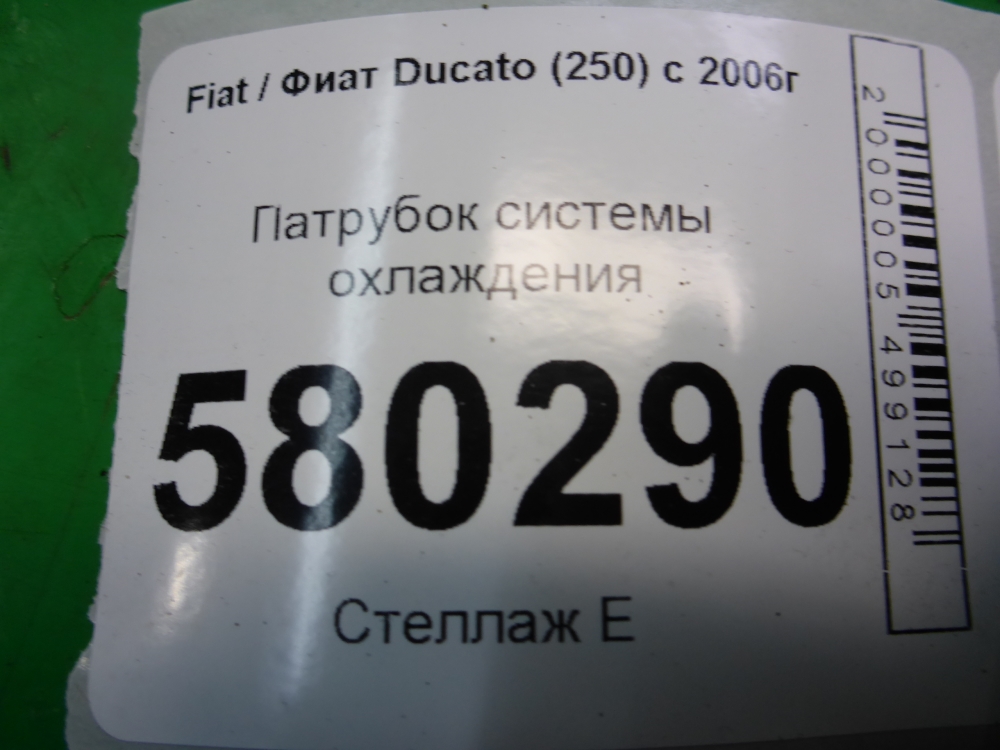 Fiat / Фиат Ducato (250) с 2006г
Патрубок системы
охлаждения
580290
Стеллаж Е
2000005499128